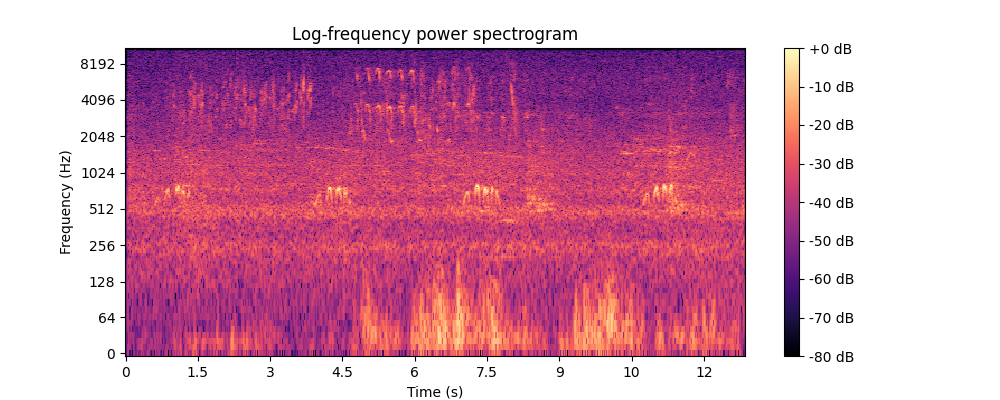 Log-frequency power spectrogram
Frequency (Hz)
8192
4096
2048
1024
512
256
128
64
0
0
1.5
3
4.5
6
7.5
9
10
12
Time (s)
+0 dB
-10 dB
-20 dB
-30 dB
-40 dB
-50 dB
-60 dB
-70 dB
-80 dB